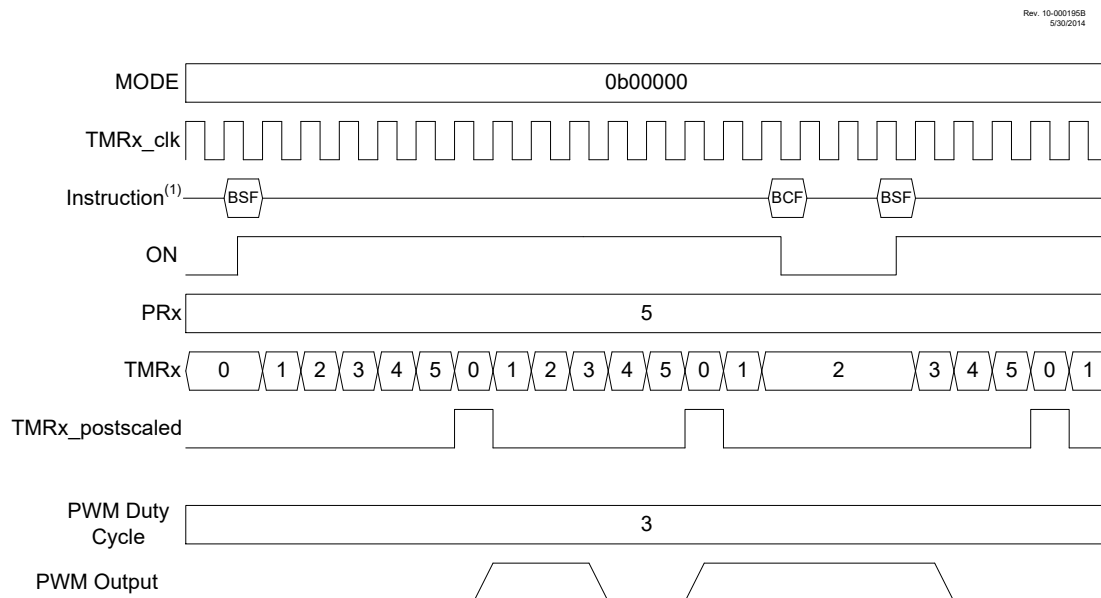 Rev. 10-000195B
5/30/2014
MODE 0b00000
TMRx_clk
Instruction(1) BSF BCF BSF
ON
PRx 5
TMRx 0 1 2 3 4 5 0 1 2 3 4 5 0 1 2 3 4 5 0 1
TMRx_postscaled
PWM Duty
Cycle 3
PWM Output